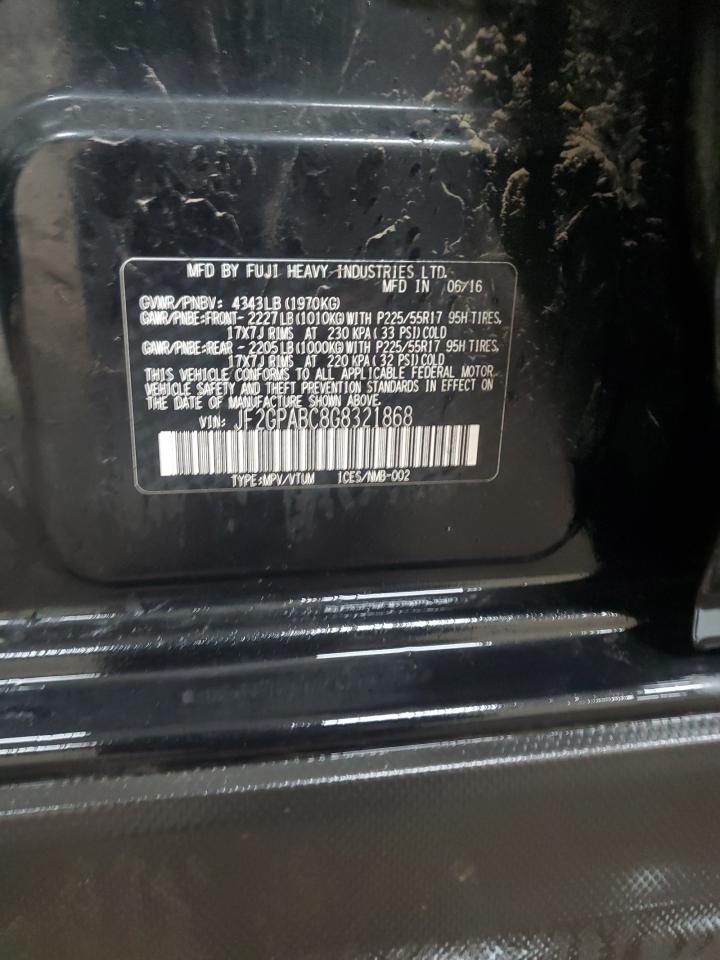 MFD BY FUJI HEAVY INDUSTRIES LTD.
MFD IN 06/16
GVWR/PNBV: 4343LB(1970KG)
GAWR/PNBE:FRONT- 2227LB(1010KG)WITH P225/55R17 95H TIRES,
17X7J RIMS AT 230 KPA(33 PSI)COLD
GAWR/PNBE:REAR - 2205LB(1000KG)WITH P225/55R17 95H TIRES,
17X7J RIMS AT 220 KPA(32 PSI)COLD
THIS VEHICLE CONFORMS TO ALL APPLICABLE FEDERAL MOTOR
VEHICLE SAFETY AND THEFT PREVENTION STANDARDS IN EFFECT ON
THE DATE OF MANUFACTURE SHOWN ABOVE.
VIN: JF2GPABC8G8321868
TYPE:MPV/VTUM ICES/NMB-002